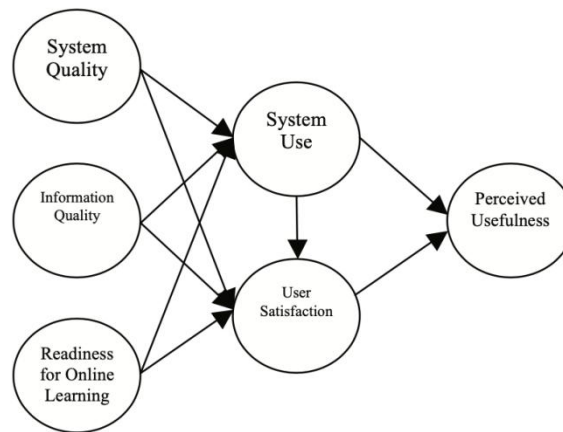 System
Quality
System
Use
Information
Quality
Perceived
Usefulness
User
Satisfaction
Readiness
for Online
Learning